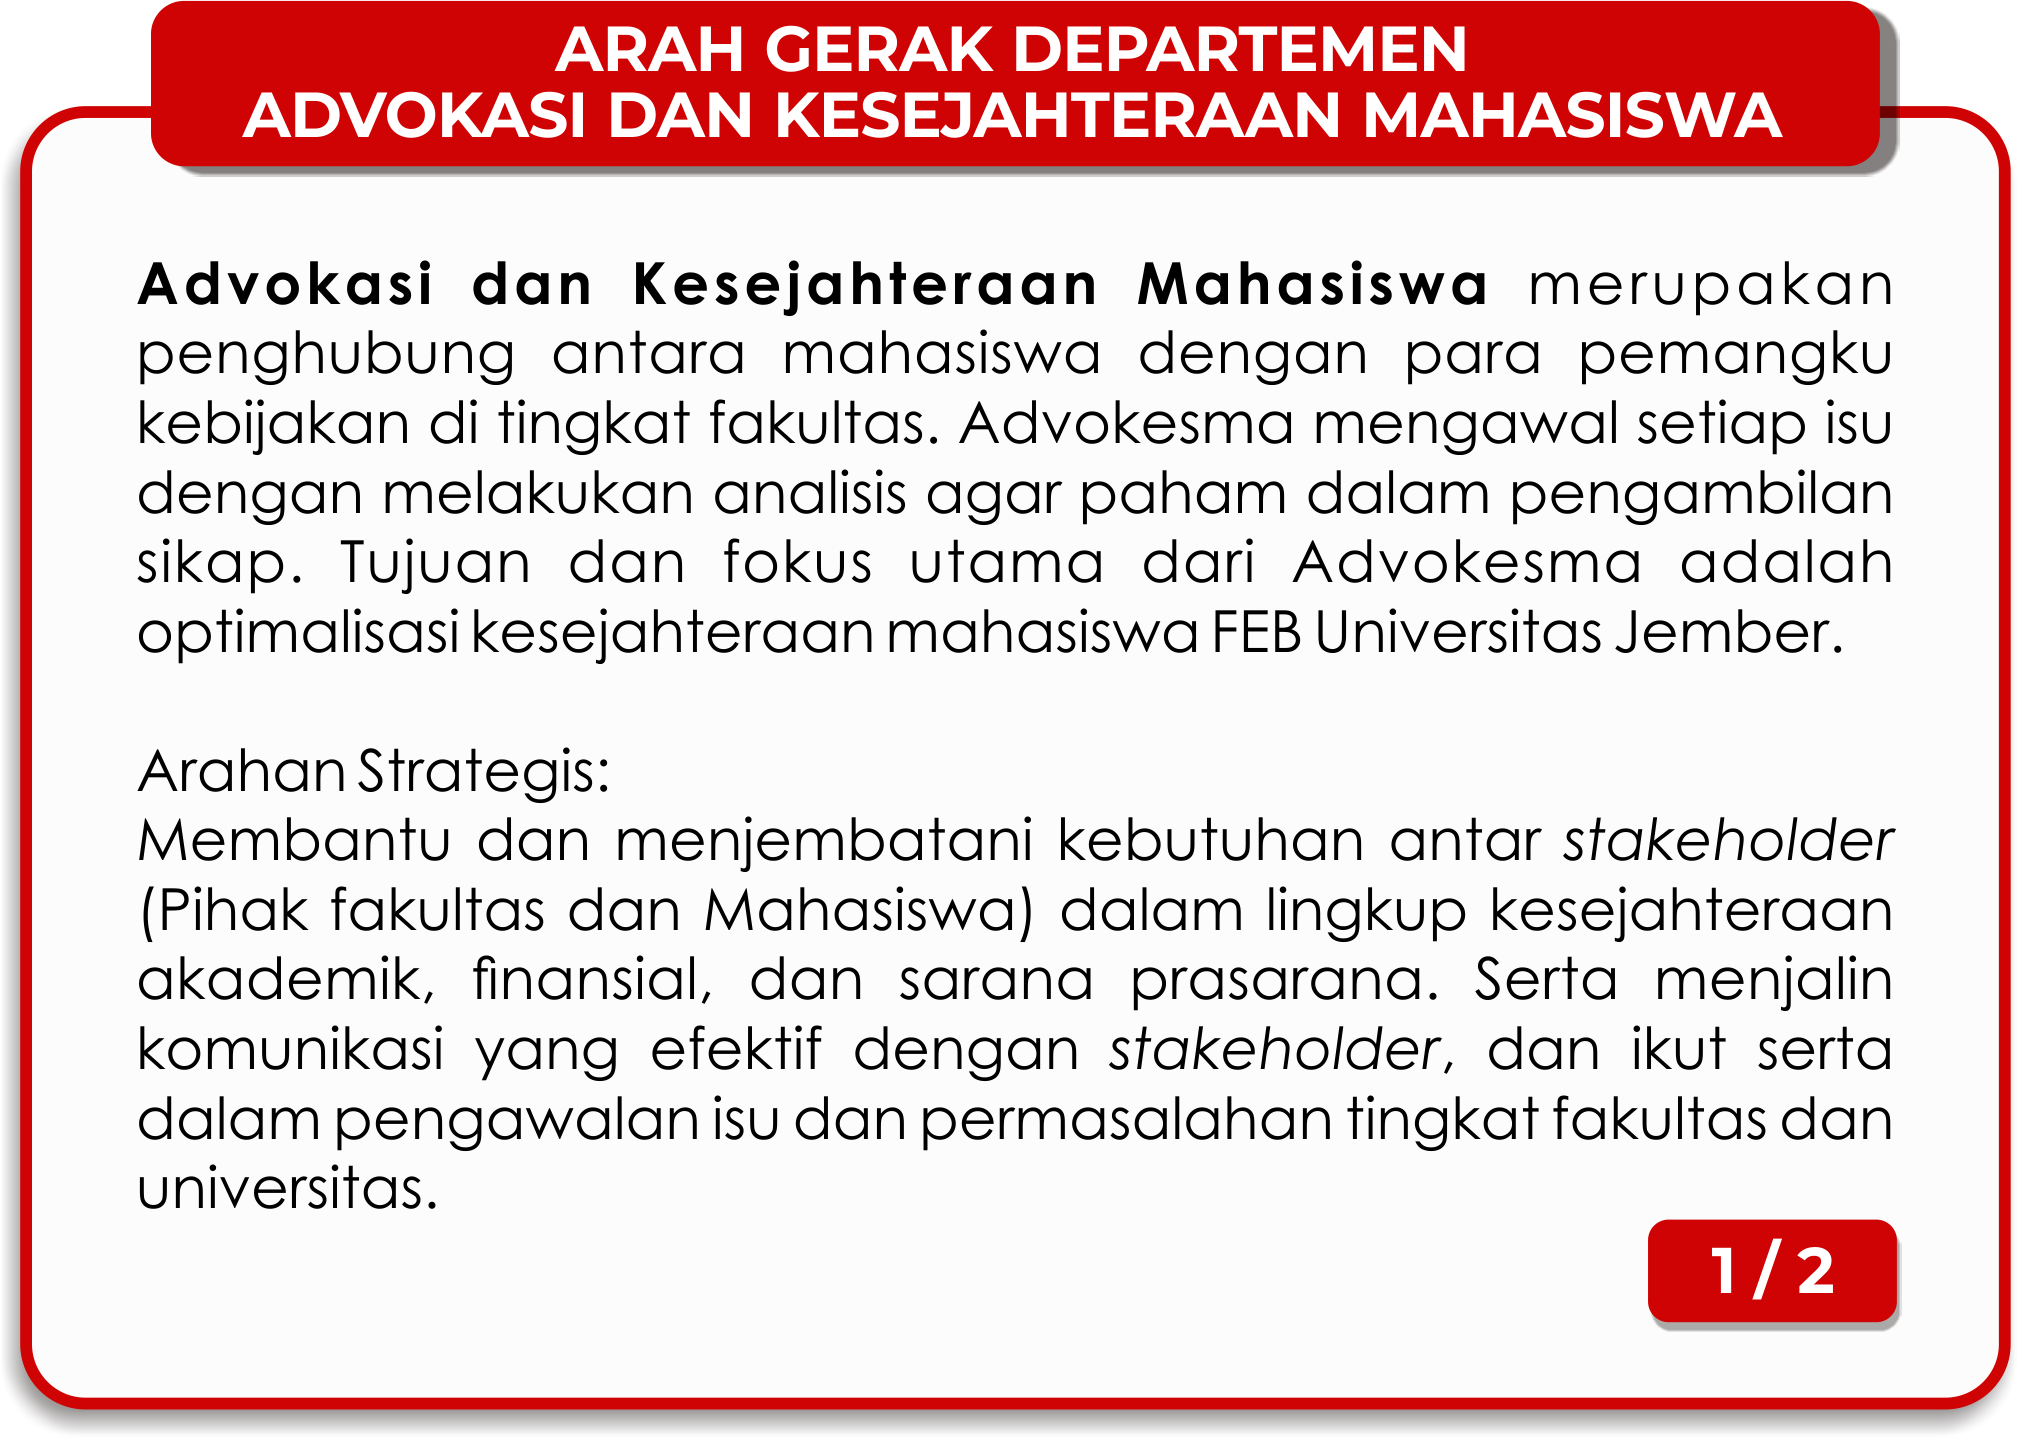 ARAH GERAK DEPARTEMEN
ADVOKASI DAN KESEJAHTERAAN MAHASISWA
Advokasi dan Kesejahteraan Mahasiswa merupakan
penghubung antara mahasiswa dengan para pemangku
kebijakan di tingkat fakultas. Advokesma mengawal setiap isu
dengan melakukan analisis agar paham dalam pengambilan
sikap. Tujuan dan fokus utama dari Advokesma adalah
optimalisasi kesejahteraan mahasiswa FEB Universitas Jember.
Arahan Strategis:
Membantu dan menjembatani kebutuhan antar stakeholder
(Pihak fakultas dan Mahasiswa) dalam lingkup kesejahteraan
akademik, finansial, dan sarana prasarana. Serta menjalin
komunikasi yang efektif dengan stakeholder, dan ikut serta
dalam pengawalan isu dan permasalahan tingkat fakultas dan
universitas.
1 / 2